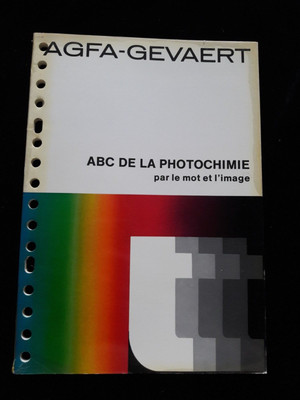 AGFA-GEVAERT
ABC DE LA PHOTOCHIMIE
par le mot et l'image